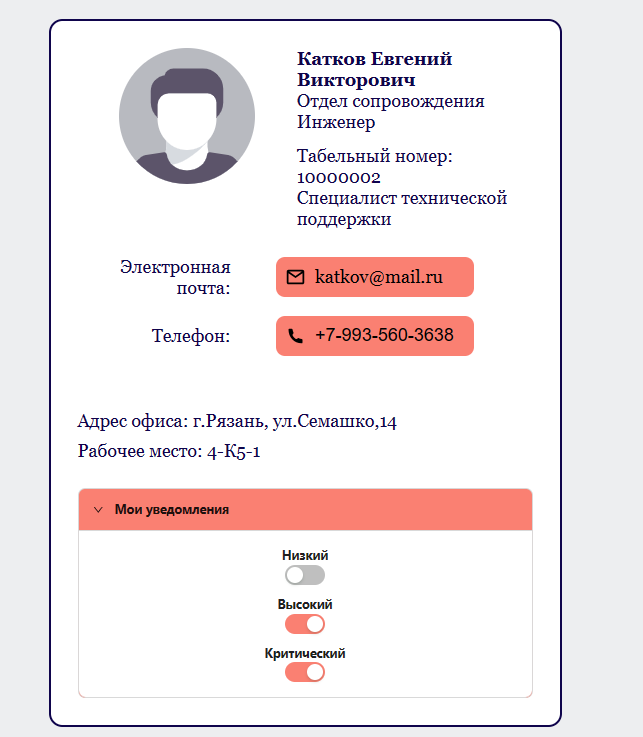 Катков Евгений
Викторович
Отдел сопровождения
Инженер
Табельный номер:
10000002
Специалист технической
поддержки
Электронная
почта:
katkov@mail.ru
Телефон:
+7-993-560-3638
Адрес офиса: г.Рязань, ул.Семашко,14
Рабочее место: 4-К5-1
Мои уведомления
Низкий
Высокий
Критический